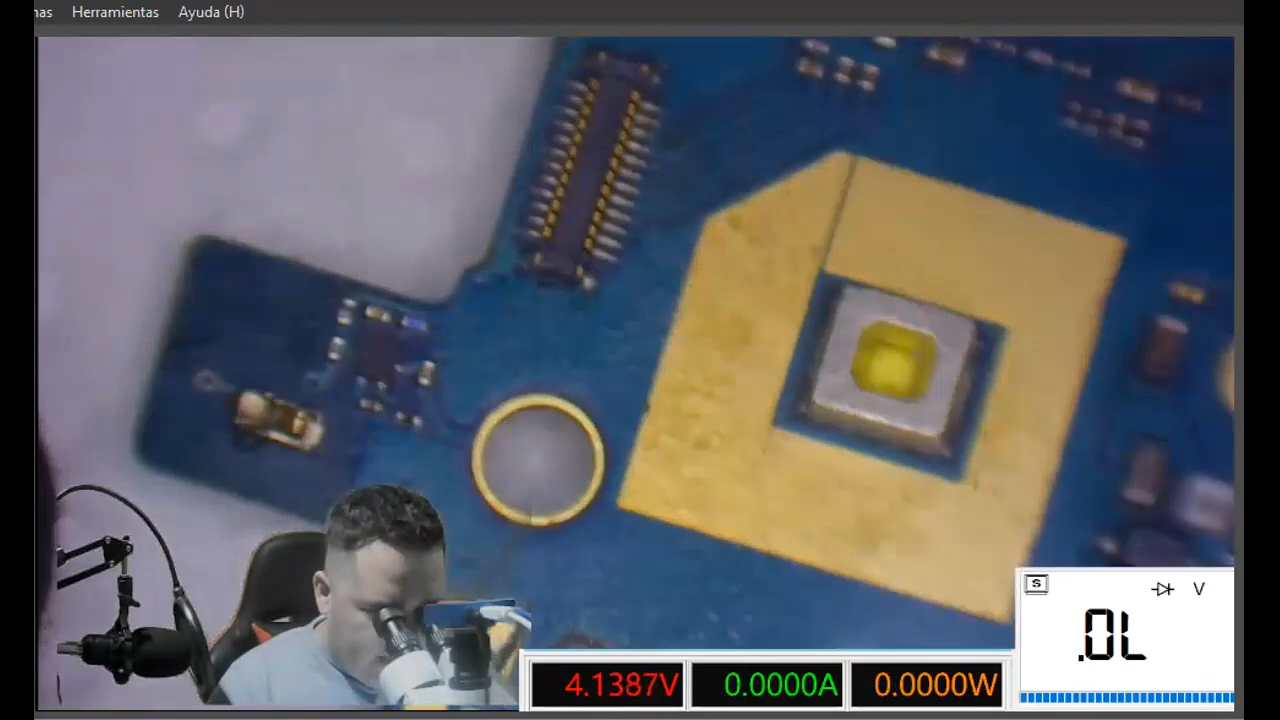 nas Herramientas Ayuda (H)
S
V
.OL
4.1387V 0.0000A 0.0000W